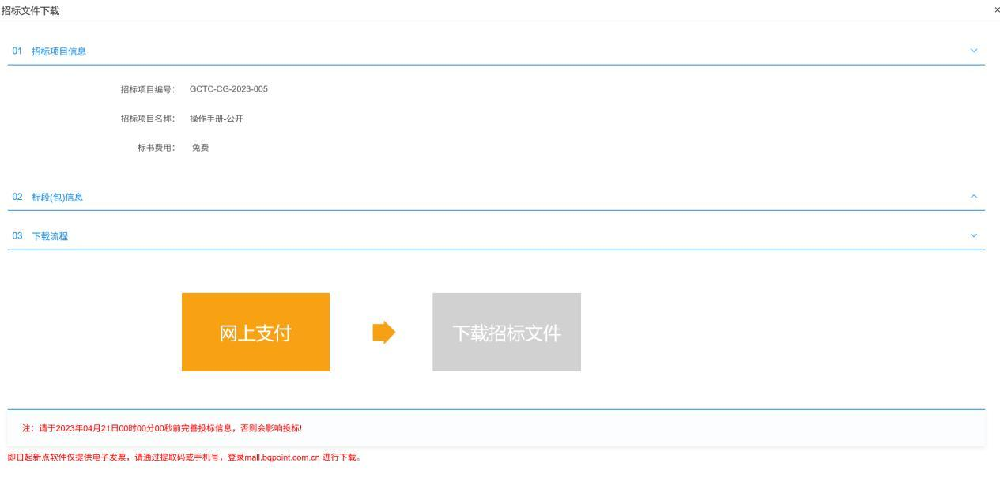 招标文件下载
×
01 招标项目信息
招标项目编号： GCTC-CG-2023-005
招标项目名称： 操作手册-公开
标书费用： 免费
02 标段(包)信息
03 下载流程
网上支付 下载招标文件
注：请于2023年04月21日00时00分00秒前完善投标信息，否则会影响投标!
即日起新点软件仅提供电子发票，请通过提取码或手机号，登录mall.bqpoint.com.cn 进行下载。